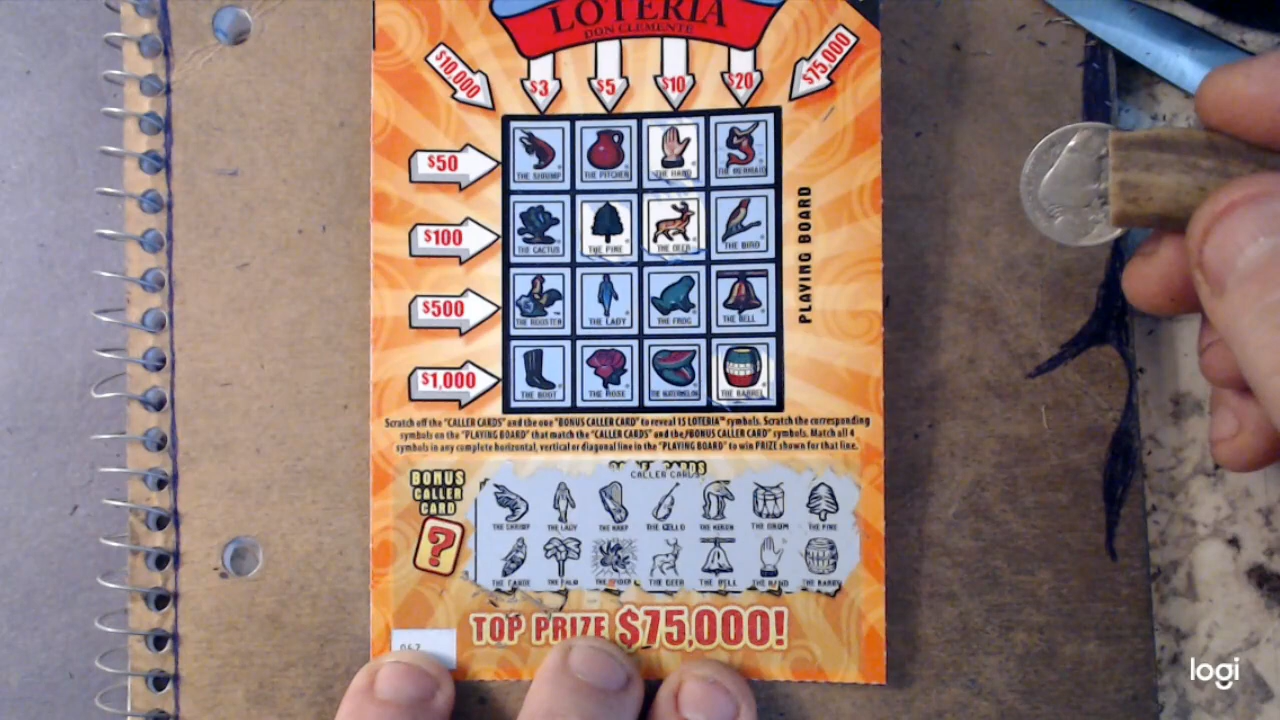 LOTERIA
DON CLEMENTE
$10,000
$3
$5
$10
$20
$75,000
$50
THE SHRIMP
THE PITCHER
THE HAND
THE MERMAID
$100
THE CACTUS
THE PINE
THE DEER
THE BIRD
PLAYING BOARD
$500
THE ROOSTER
THE LADY
THE FROG
THE BELL
$1,000
THE BOOT
THE ROSE
THE WATERMELON
THE BARREL
Scratch off the "CALLER CARDS" and the one "BONUS CALLER CARD" to reveal 15 LOTERIA™ symbols. Scratch the corresponding
symbols on the "PLAYING BOARD" that match the "CALLER CARDS" and the/BONUS CALLER CARD" symbols. Match all 4
symbols in any complete horizontal, vertical or diagonal line in the "PLAYING BOARD" to win PRIZE shown for that line.
BONUS
CALLER
CARD
?
CALLER CARDS
THE SHRIMP
THE LADY
THE HARP
THE CELLO
THE HERON
THE DRUM
THE PINE
THE CANOE
THE PALM
THE SPIDER
THE DEER
THE BELL
THE HAND
THE BARREL
TOP PRIZE $75,000!
067
logi